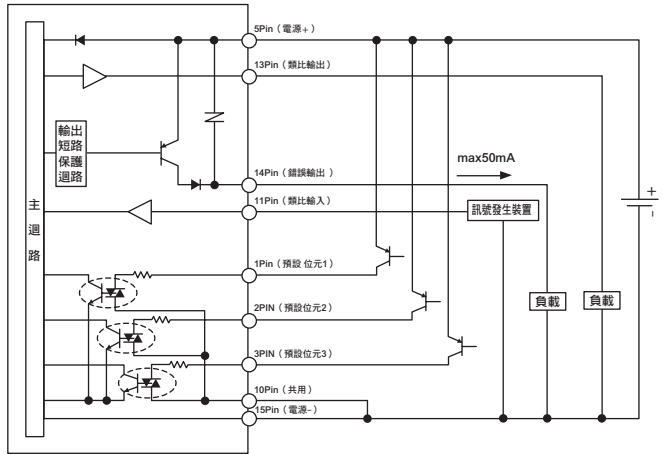 5Pin（電源+）
13Pin（類比輸出）
輸出
短路
保護
迴路
max50mA
14Pin（錯誤輸出）
11Pin（類比輸入）
訊號發生裝置
主
迴
路
+
-
1Pin（預設 位元1）
負載
負載
2PIN（預設位元2）
3PIN（預設位元3）
10Pin（共用）
15Pin（電源-）